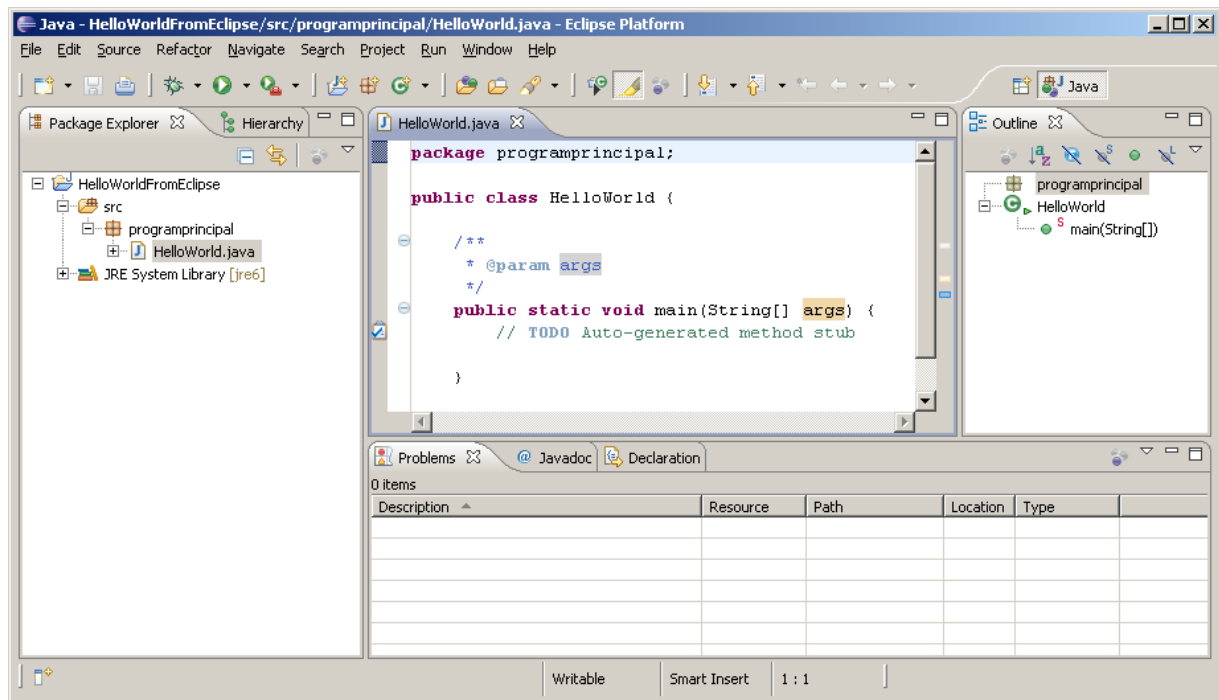 Java - HelloWorldFromEclipse/src/programprincipal/HelloWorld.java - Eclipse Platform
File Edit Source Refactor Navigate Search Project Run Window Help
Java
Package Explorer Hierarchy
HelloWorldFromEclipse
src
programprincipal
HelloWorld.java
JRE System Library [jre6]
HelloWorld.java
package programprincipal;
public class HelloWorld {
/**
* @param args
*/
public static void main(String[] args) {
// TODO Auto-generated method stub
}
Outline
programprincipal
HelloWorld
main(String[])
Problems @ Javadoc Declaration
0 items
Description Resource Path Location Type
Writable Smart Insert 1 : 1